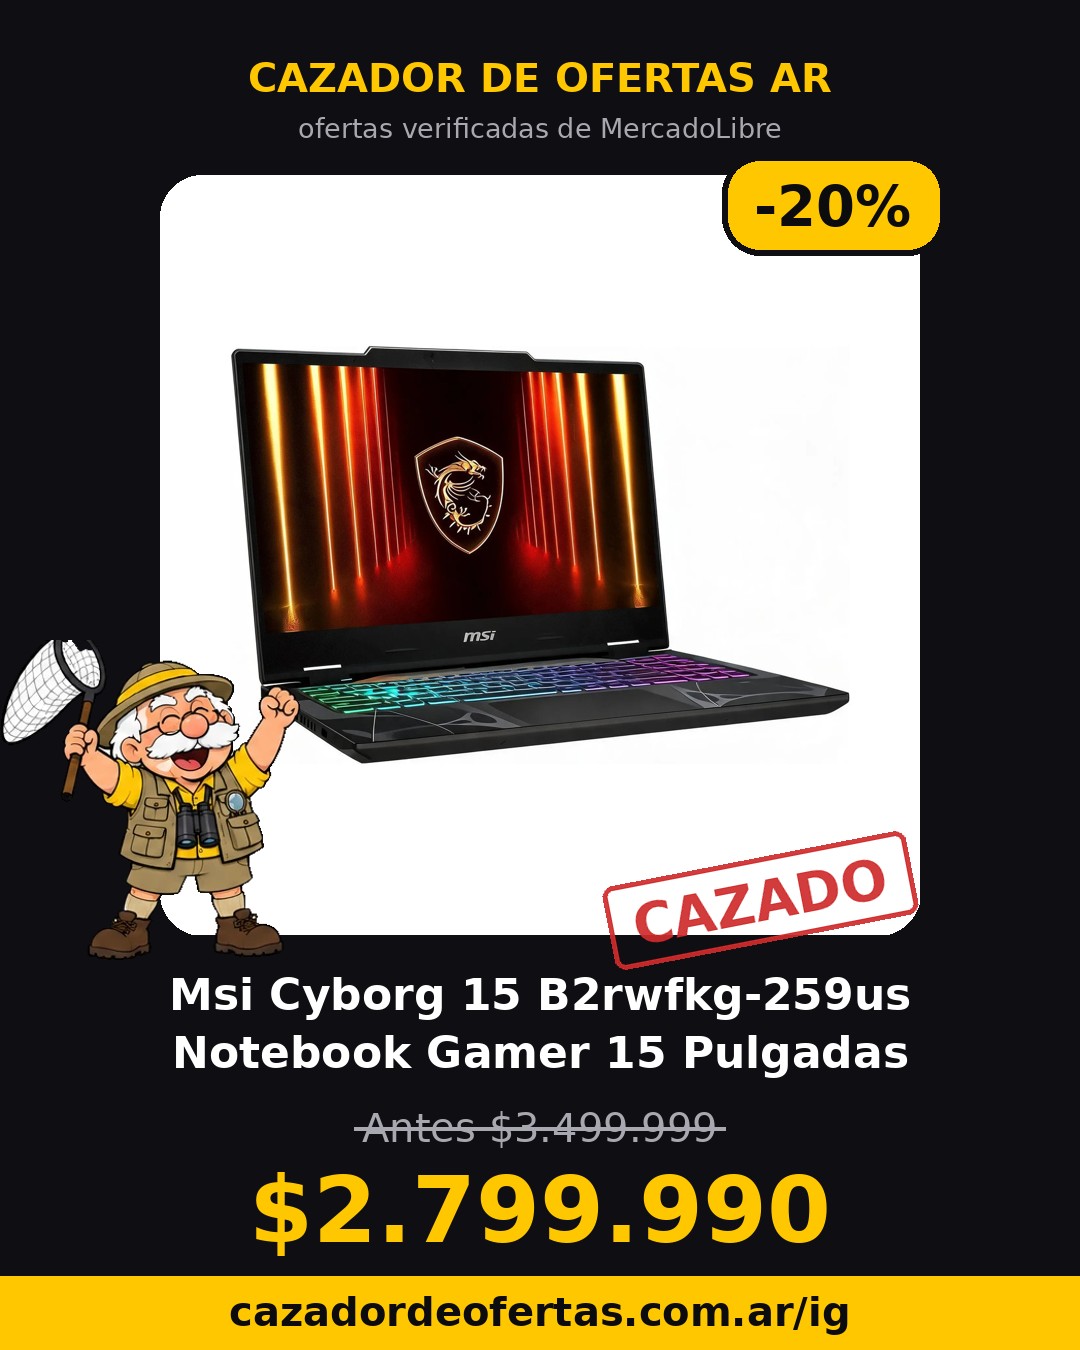 CAZADOR DE OFERTAS AR
ofertas verificadas de MercadoLibre
-20%
msi
CAZADO
Msi Cyborg 15 B2rwfkg-259us
Notebook Gamer 15 Pulgadas
Antes $3.499.999
$2.799.990
cazadordeofertas.com.ar/ig